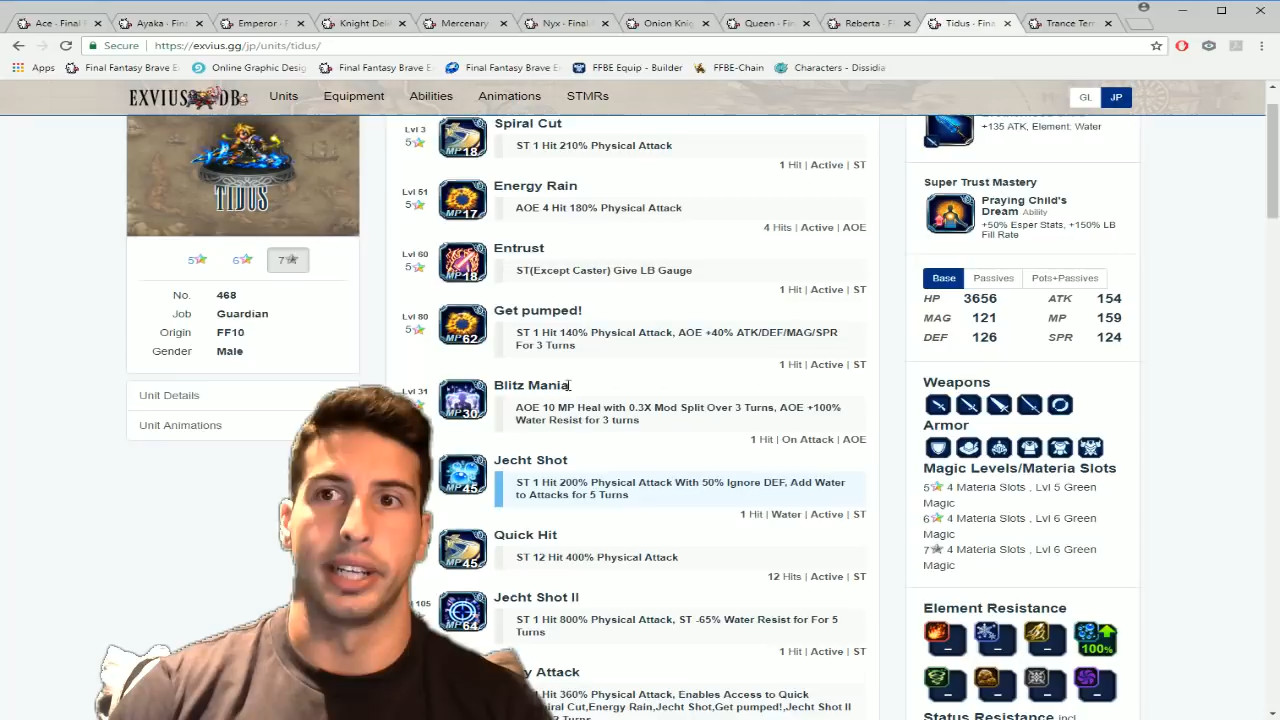 Ace - Final F
Ayaka - Fina
Emperor - F
Knight Deli
Mercenary
Nyx - Final
Onion Knig
Queen - Fin
Reberta - F
Tidus - Fina
Trance Terr
Secure | https://exvius.gg/jp/units/tidus/
Apps Final Fantasy Brave E Online Graphic Desig Final Fantasy Brave E Final Fantasy Brave E FFBE Equip - Builder FFBE-Chain Characters - Dissidia
EXVIUS DB Units Equipment Abilities Animations STMRs GL JP
TIDUS
5 6 7
No. 468
Job Guardian
Origin FF10
Gender Male
Unit Details
Unit Animations
Lvl 3
5
MP 18
Spiral Cut
ST 1 Hit 210% Physical Attack
1 Hit | Active | ST
Lvl 51
5
MP 17
Energy Rain
AOE 4 Hit 180% Physical Attack
4 Hits | Active | AOE
Lvl 60
5
MP 18
Entrust
ST(Except Caster) Give LB Gauge
1 Hit | Active | ST
Lvl 80
5
MP 62
Get pumped!
ST 1 Hit 140% Physical Attack, AOE +40% ATK/DEF/MAG/SPR
For 3 Turns
1 Hit | Active | ST
Lvl 31
MP 30
Blitz Mania
AOE 10 MP Heal with 0.3X Mod Split Over 3 Turns, AOE +100%
Water Resist for 3 turns
1 Hit | On Attack | AOE
MP 45
Jecht Shot
ST 1 Hit 200% Physical Attack With 50% Ignore DEF, Add Water
to Attacks for 5 Turns
1 Hit | Water | Active | ST
MP 45
Quick Hit
ST 12 Hit 400% Physical Attack
12 Hits | Active | ST
105
MP 64
Jecht Shot II
ST 1 Hit 800% Physical Attack, ST -65% Water Resist for For 5
Turns
1 Hit | Active | ST
y Attack
Hit 360% Physical Attack, Enables Access to Quick
iral Cut,Energy Rain,Jecht Shot,Get pumped!,Jecht Shot II
Turns
+135 ATK, Element: Water
Super Trust Mastery
Praying Child's
Dream Ability
+50% Esper Stats, +150% LB
Fill Rate
Base Passives Pots+Passives
HP 3656 ATK 154
MAG 121 MP 159
DEF 126 SPR 124
Weapons
Armor
Magic Levels/Materia Slots
5 4 Materia Slots , Lvl 5 Green
Magic
6 4 Materia Slots , Lvl 6 Green
Magic
7 4 Materia Slots , Lvl 6 Green
Magic
Element Resistance
– – – 100%
– – – –
Status Resistance incl